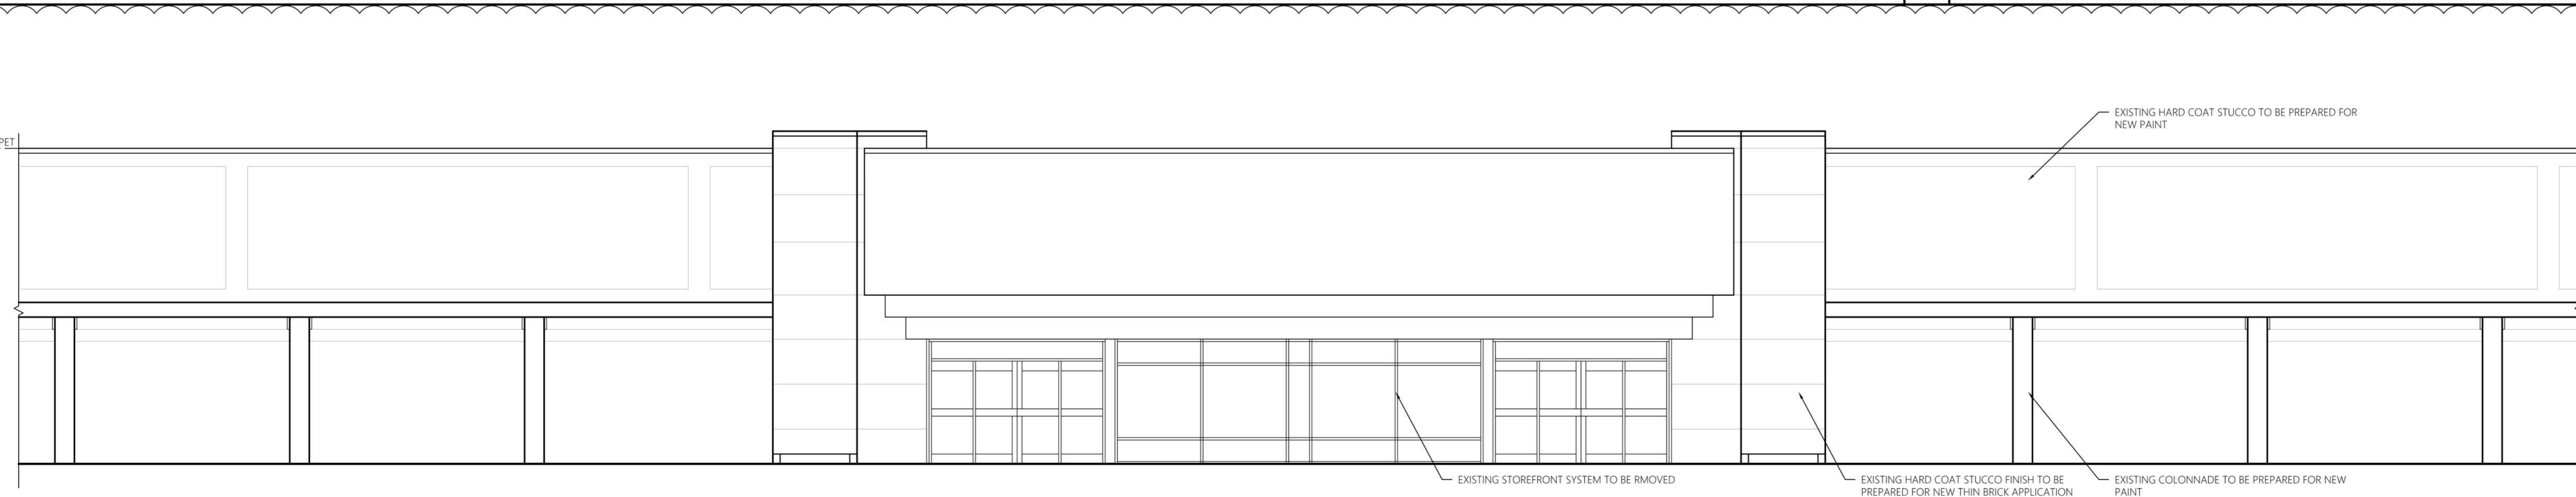 EXISTING HARD COAT STUCCO TO BE PREPARED FOR
NEW PAINT
PET
EXISTING STOREFRONT SYSTEM TO BE RMOVED
EXISTING HARD COAT STUCCO FINISH TO BE
PREPARED FOR NEW THIN BRICK APPLICATION
EXISTING COLONNADE TO BE PREPARED FOR NEW
PAINT